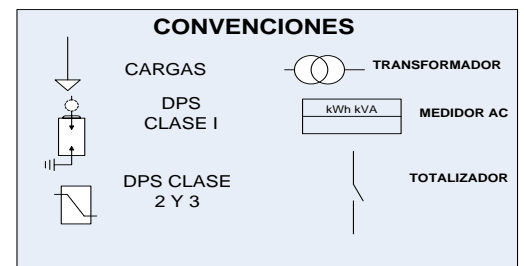 CONVENCIONES
CARGAS
DPS
CLASE I
DPS CLASE
2 Y 3
TRANSFORMADOR
kWh kVA
MEDIDOR AC
TOTALIZADOR